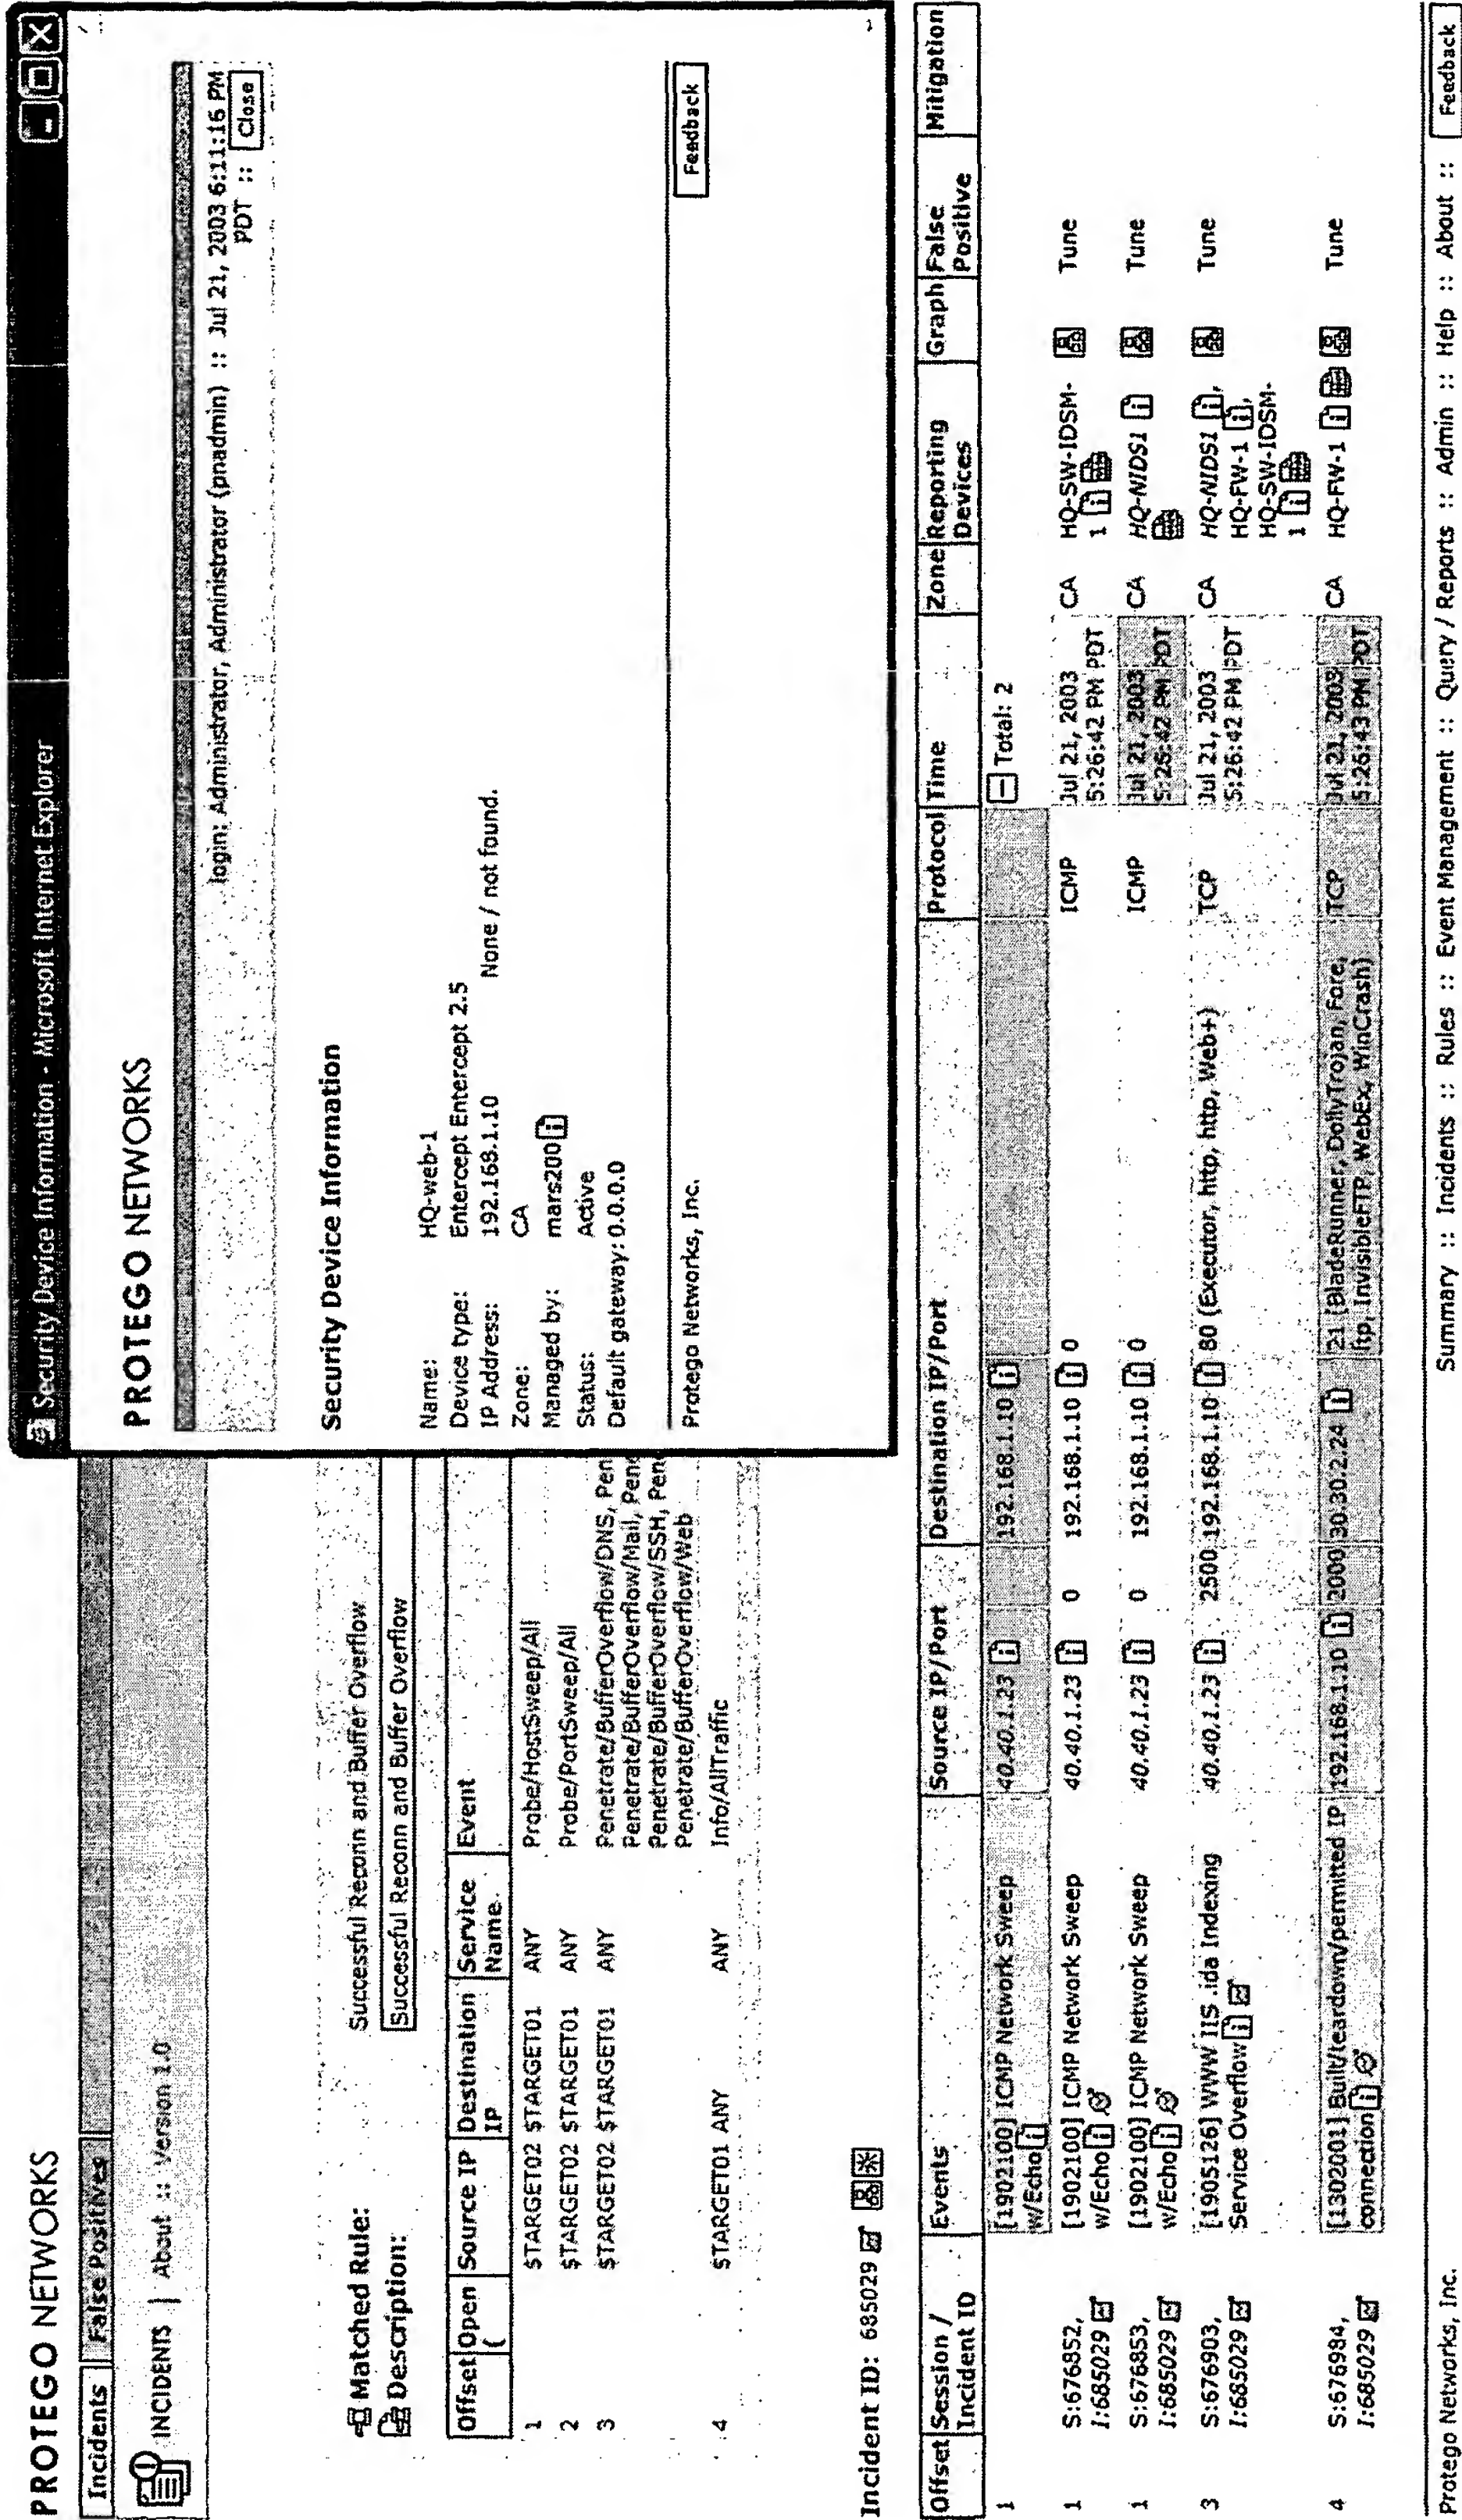 PROTEGO NETWORKS
Incidents False Positives
INCIDENTS | About :: Version 1.0
Matched Rule: Successful Reconn and Buffer Overflow
Description: Successful Reconn and Buffer Overflow
Offset Open ( Source IP Destination IP Service Name Event
1 $TARGET02 $TARGET01 ANY Probe/HostSweep/All
2 $TARGET02 $TARGET01 ANY Probe/PortSweep/All
3 $TARGET02 $TARGET01 ANY Penetrate/BufferOverflow/DNS, Pen
Penetrate/BufferOverflow/Mail, Pen
Penetrate/BufferOverflow/SSH, Pen
Penetrate/BufferOverflow/Web
4 $TARGET01 ANY ANY Info/AllTraffic
Security Device Information - Microsoft Internet Explorer
PROTEGO NETWORKS
login: Administrator, Administrator (pnadmin) :: Jul 21, 2003 6:11:16 PM
PDT :: Close
Security Device Information
Name: HQ-web-1
Device type: Entercept Entercept 2.5
IP Address: 192.168.1.10 None / not found.
Zone: CA
Managed by: mars200
Status: Active
Default gateway: 0.0.0.0
Protego Networks, Inc. Feedback
Incident ID: 685029
Offset Session / Incident ID Events Source IP/Port Destination IP/Port Protocol Time Zone Reporting Devices Graph False Positive Mitigation
1 [1902100] ICMP Network Sweep 40.40.1.23 192.168.1.10 Total: 2
w/Echo
1 S:676852, [1902100] ICMP Network Sweep 40.40.1.23 0 192.168.1.10 0 ICMP Jul 21, 2003 CA HQ-SW-IDSM- Tune
I:685029 w/Echo 5:26:42 PM PDT 1
1 S:676853, [1902100] ICMP Network Sweep 40.40.1.23 0 192.168.1.10 0 ICMP Jul 21, 2003 CA HQ-NIDS1 Tune
I:685029 w/Echo 5:26:42 PM PDT
3 S:676903, [1905126] WWW IIS .ida Indexing 40.40.1.23 2500 192.168.1.10 80 (Executor, http, http, Web+) TCP Jul 21, 2003 CA HQ-NIDS1 , Tune
I:685029 Service Overflow 5:26:42 PM PDT HQ-FW-1 ,
HQ-SW-IDSM-
1
4 S:676984, [1302001] Built/teardown/permitted IP 192.168.1.10 2000 30.30.2.24 21 (BladeRunner, DollyTrojan, Fore, TCP Jul 21, 2003 CA HQ-FW-1 Tune
I:685029 connection ftp, InvisibleFTP, WebEx, WinCrash) 5:26:43 PM PDT
Protego Networks, Inc. Summary :: Incidents :: Rules :: Event Management :: Query / Reports :: Admin :: Help :: About :: Feedback